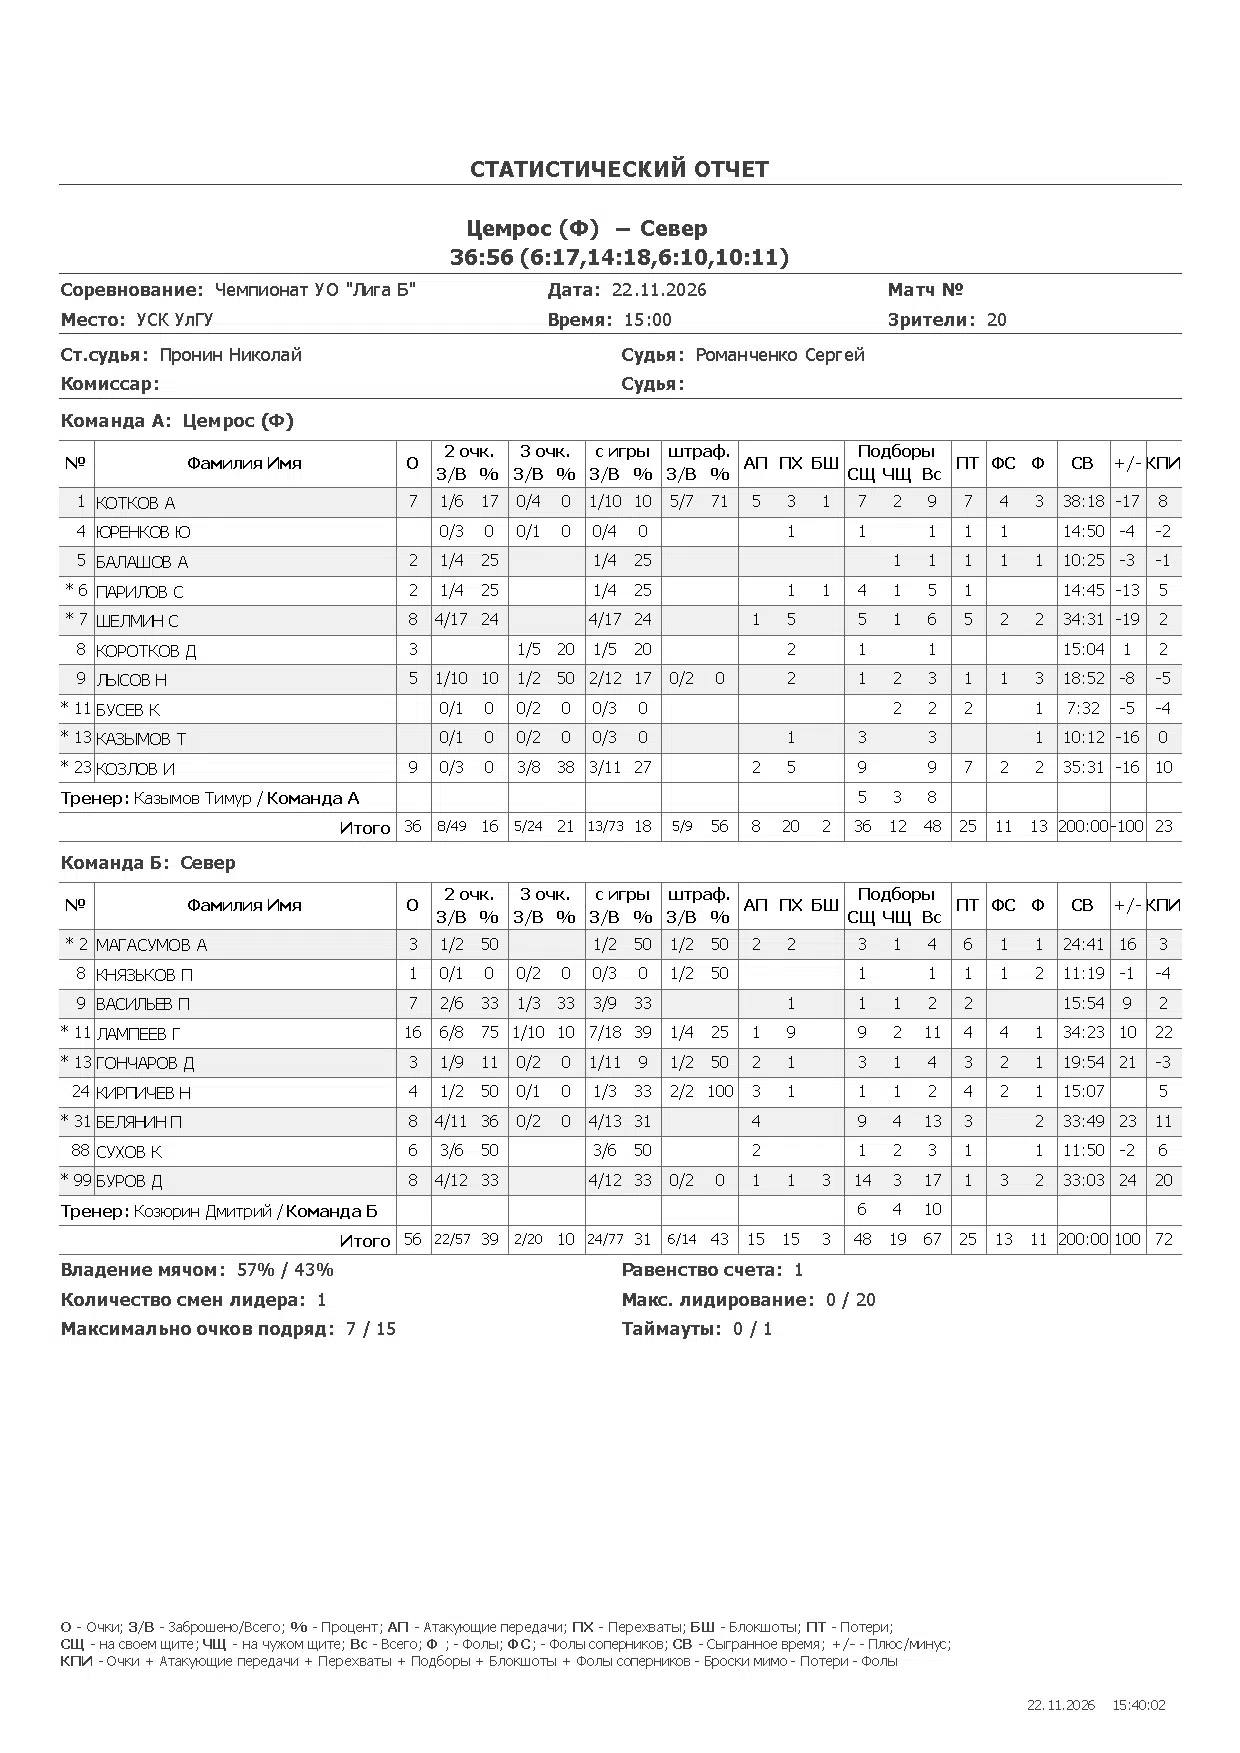 СТАТИСТИЧЕСКИЙ ОТЧЕТ
Цемрос (Ф) – Север
36:56 (6:17,14:18,6:10,10:11)
Соревнование: Чемпионат УО "Лига Б" Дата: 22.11.2026 Матч №
Место: УСК УлГУ Время: 15:00 Зрители: 20
Ст.судья: Пронин Николай Судья: Романченко Сергей
Комиссар: Судья:
Команда А: Цемрос (Ф)
№ Фамилия Имя О 2 очк. 3 очк. с игры штраф. АП ПХ БШ Подборы ПТ ФС Ф СВ +/- КПИ
З/В % З/В % З/В % З/В % СЩ ЧЩ Вс
1 КОТКОВ А 7 1/6 17 0/4 0 1/10 10 5/7 71 5 3 1 7 2 9 7 4 3 38:18 -17 8
4 ЮРЕНКОВ Ю 0/3 0 0/1 0 0/4 0 1 1 1 1 1 14:50 -4 -2
5 БАЛАШОВ А 2 1/4 25 1/4 25 1 1 1 1 1 10:25 -3 -1
* 6 ПАРИЛОВ С 2 1/4 25 1/4 25 1 1 4 1 5 1 14:45 -13 5
* 7 ШЕЛМИН С 8 4/17 24 4/17 24 1 5 5 1 6 5 2 2 34:31 -19 2
8 КОРОТКОВ Д 3 1/5 20 1/5 20 2 1 1 15:04 1 2
9 ЛЫСОВ Н 5 1/10 10 1/2 50 2/12 17 0/2 0 2 1 2 3 1 1 3 18:52 -8 -5
* 11 БУСЕВ К 0/1 0 0/2 0 0/3 0 2 2 2 1 7:32 -5 -4
* 13 КАЗЫМОВ Т 0/1 0 0/2 0 0/3 0 1 3 3 1 10:12 -16 0
* 23 КОЗЛОВ И 9 0/3 0 3/8 38 3/11 27 2 5 9 9 7 2 2 35:31 -16 10
Тренер: Казымов Тимур / Команда А 5 3 8
Итого 36 8/49 16 5/24 21 13/73 18 5/9 56 8 20 2 36 12 48 25 11 13 200:00 -100 23
Команда Б: Север
№ Фамилия Имя О 2 очк. 3 очк. с игры штраф. АП ПХ БШ Подборы ПТ ФС Ф СВ +/- КПИ
З/В % З/В % З/В % З/В % СЩ ЧЩ Вс
* 2 МАГАСУМОВ А 3 1/2 50 1/2 50 1/2 50 2 2 3 1 4 6 1 1 24:41 16 3
8 КНЯЗЬКОВ П 1 0/1 0 0/2 0 0/3 0 1/2 50 1 1 1 1 2 11:19 -1 -4
9 ВАСИЛЬЕВ П 7 2/6 33 1/3 33 3/9 33 1 1 1 2 2 15:54 9 2
* 11 ЛАМПЕЕВ Г 16 6/8 75 1/10 10 7/18 39 1/4 25 1 9 9 2 11 4 4 1 34:23 10 22
* 13 ГОНЧАРОВ Д 3 1/9 11 0/2 0 1/11 9 1/2 50 2 1 3 1 4 3 2 1 19:54 21 -3
24 КИРПИЧЕВ Н 4 1/2 50 0/1 0 1/3 33 2/2 100 3 1 1 1 2 4 2 1 15:07 5
* 31 БЕЛЯНИН П 8 4/11 36 0/2 0 4/13 31 4 9 4 13 3 2 33:49 23 11
88 СУХОВ К 6 3/6 50 3/6 50 2 1 2 3 1 1 11:50 -2 6
* 99 БУРОВ Д 8 4/12 33 4/12 33 0/2 0 1 1 3 14 3 17 1 3 2 33:03 24 20
Тренер: Козюрин Дмитрий / Команда Б 6 4 10
Итого 56 22/57 39 2/20 10 24/77 31 6/14 43 15 15 3 48 19 67 25 13 11 200:00 100 72
Владение мячом: 57% / 43% Равенство счета: 1
Количество смен лидера: 1 Макс. лидирование: 0 / 20
Максимально очков подряд: 7 / 15 Таймауты: 0 / 1
О - Очки; З/В - Заброшено/Всего; % - Процент; АП - Атакующие передачи; ПХ - Перехваты; БШ - Блокшоты; ПТ - Потери;
СЩ - на своем щите; ЧЩ - на чужом щите; Вс - Всего; Ф ; - Фолы; ФС; - Фолы соперников; СВ - Сыгранное время; +/- - Плюс/минус;
КПИ - Очки + Атакующие передачи + Перехваты + Подборы + Блокшоты + Фолы соперников - Броски мимо - Потери - Фолы
22.11.2026 15:40:02